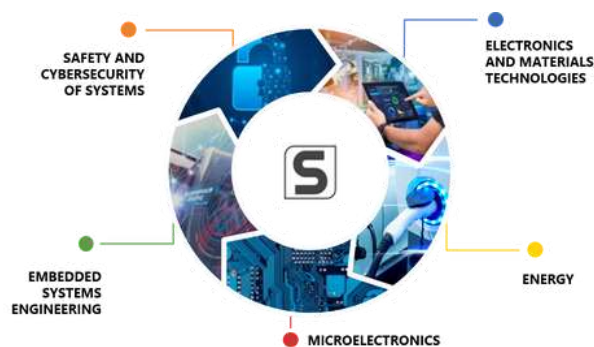 SAFETY AND
CYBERSECURITY
OF SYSTEMS
ELECTRONICS
AND MATERIALS
TECHNOLOGIES
S
EMBEDDED
SYSTEMS
ENGINEERING
ENERGY
MICROELECTRONICS